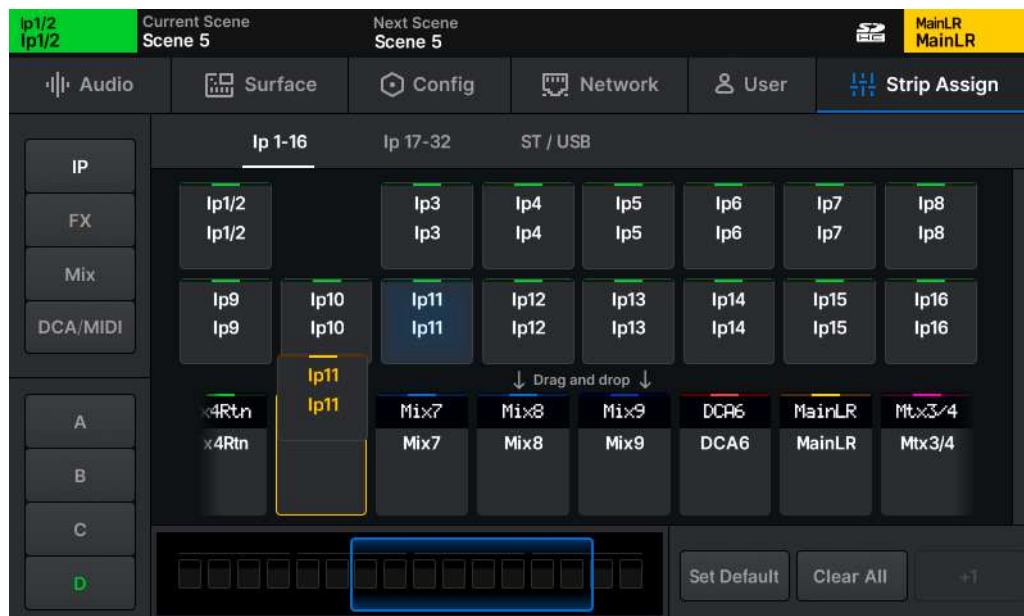 Ip1/2
Ip1/2
Current Scene
Scene 5
Next Scene
Scene 5
MainLR
MainLR
Audio
Surface
Config
Network
User
Strip Assign
Ip 1-16
Ip 17-32
ST / USB
IP
FX
Mix
DCA/MIDI
A
B
C
D
Ip1/2
Ip1/2
Ip3
Ip3
Ip4
Ip4
Ip5
Ip5
Ip6
Ip6
Ip7
Ip7
Ip8
Ip8
Ip9
Ip9
Ip10
Ip10
Ip11
Ip11
Ip12
Ip12
Ip13
Ip13
Ip14
Ip14
Ip15
Ip15
Ip16
Ip16
Ip11
Ip11
↓ Drag and drop ↓
x4Rtn
x4Rtn
Mix7
Mix7
Mix8
Mix8
Mix9
Mix9
DCA6
DCA6
MainLR
MainLR
Mtx3/4
Mtx3/4
Set Default
Clear All
+1